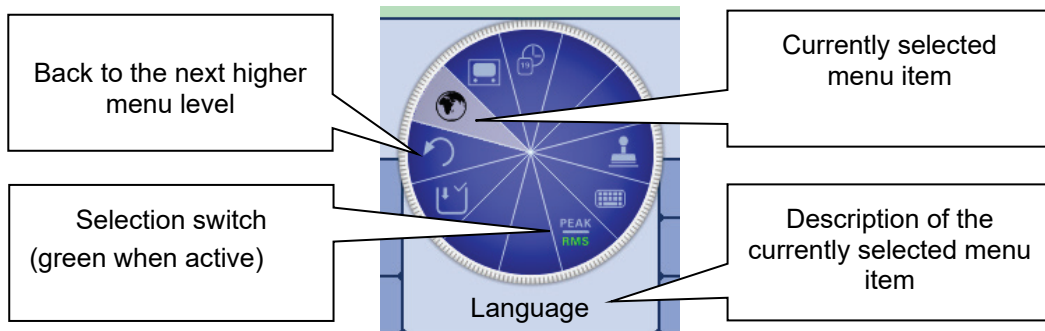 Back to the next higher
menu level
Currently selected
menu item
19
Selection switch
(green when active)
PEAK
RMS
Description of the
currently selected menu
item
Language